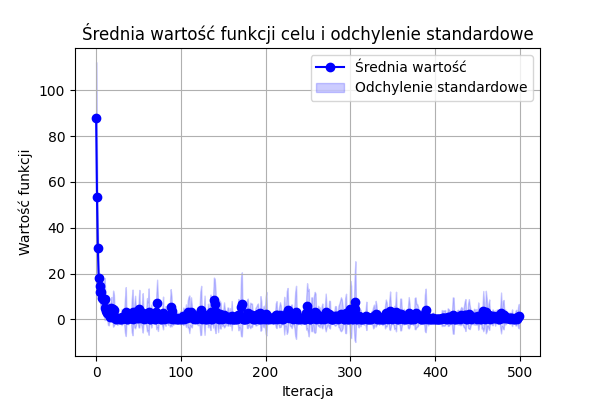 Średnia wartość funkcji celu i odchylenie standardowe
Średnia wartość
Odchylenie standardowe
Wartość funkcji
100
80
60
40
20
0
0 100 200 300 400 500
Iteracja